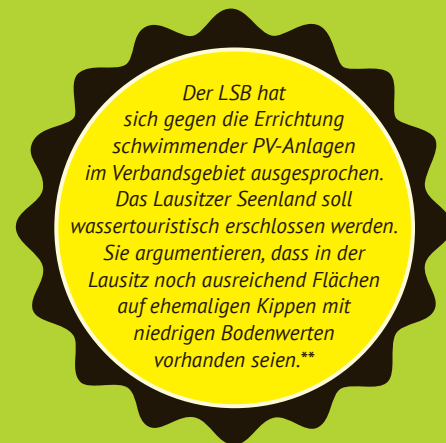 Der LSB hat
sich gegen die Errichtung
schwimmender PV-Anlagen
im Verbandsgebiet ausgesprochen.
Das Lausitzer Seenland soll
wassertouristisch erschlossen werden.
Sie argumentieren, dass in der
Lausitz noch ausreichend Flächen
auf ehemaligen Kippen mit
niedrigen Bodenwerten
vorhanden seien.**